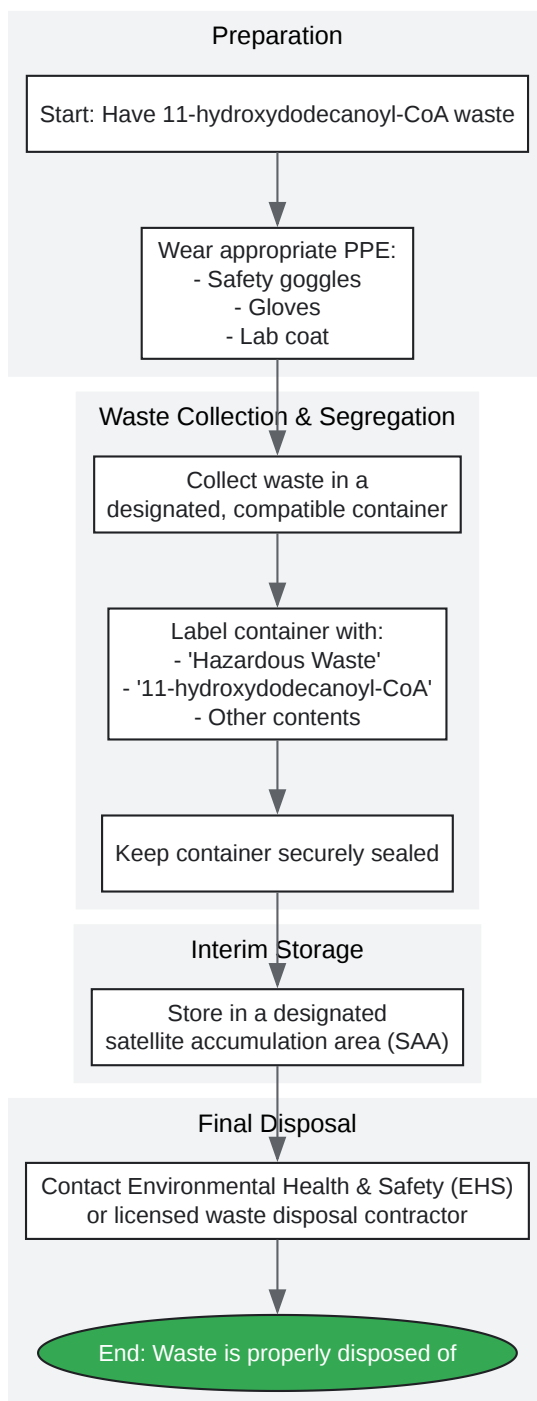 Preparation
Start: Have 11-hydroxydodecanoyl-CoA waste
Wear appropriate PPE:
- Safety goggles
- Gloves
- Lab coat
Waste Collection & Segregation
Collect waste in a
designated, compatible container
Label container with:
- 'Hazardous Waste'
- '11-hydroxydodecanoyl-CoA'
- Other contents
Keep container securely sealed
Interim Storage
Store in a designated
satellite accumulation area (SAA)
Final Disposal
Contact Environmental Health & Safety (EHS)
or licensed waste disposal contractor
End: Waste is properly disposed of